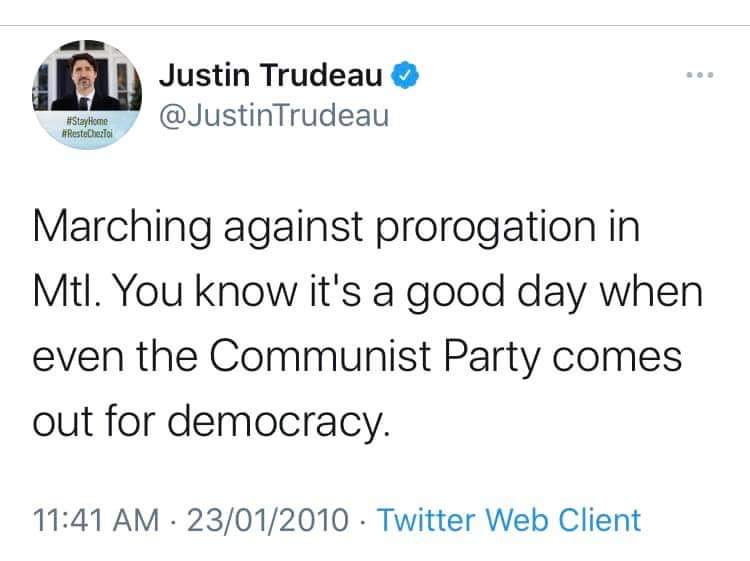 Justin Trudeau
@JustinTrudeau
#StayHome
#ResteChezToi
Marching against prorogation in
Mtl. You know it's a good day when
even the Communist Party comes
out for democracy.
11:41 AM · 23/01/2010 · Twitter Web Client